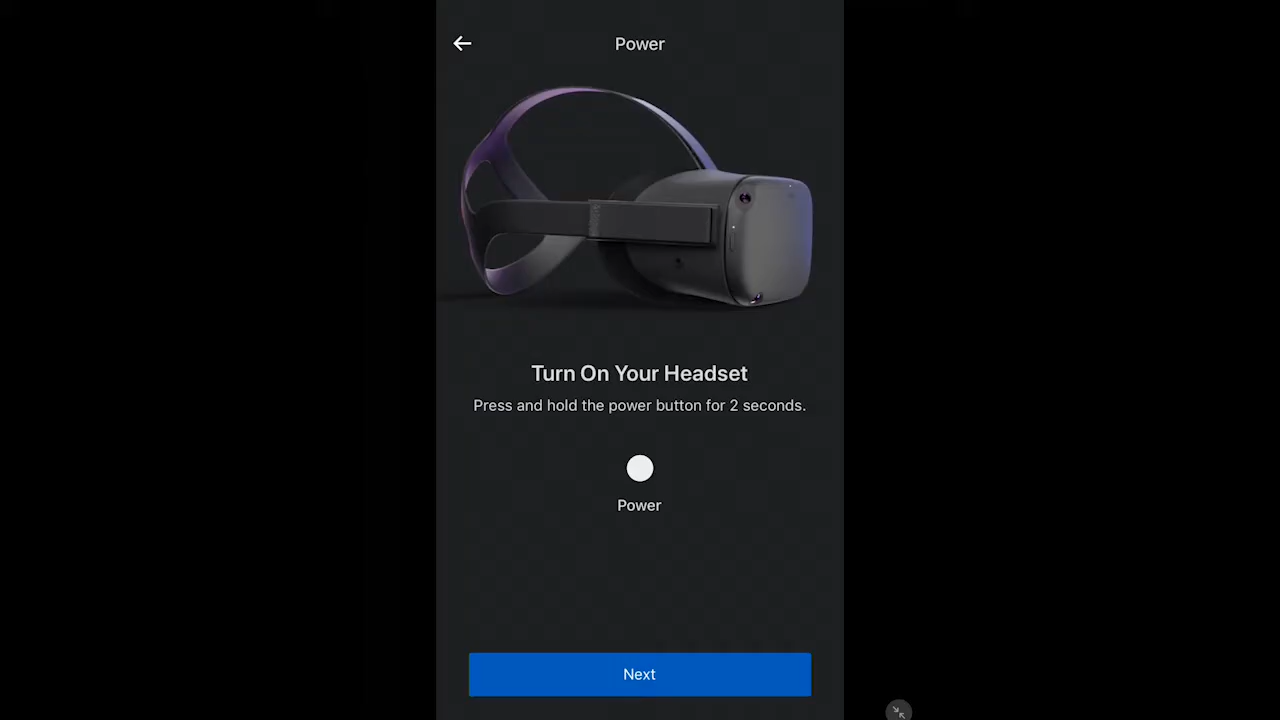 Power
Turn On Your Headset
Press and hold the power button for 2 seconds.
Power
Next